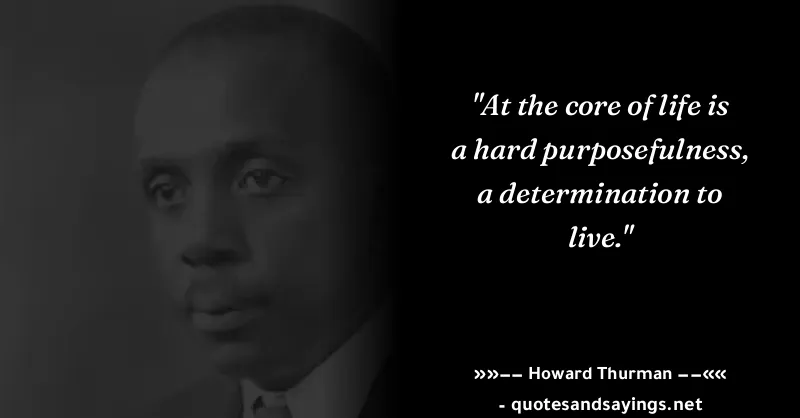 "At the core of life is
a hard purposefulness,
a determination to
live."
»»−− Howard Thurman −−««
- quotesandsayings.net